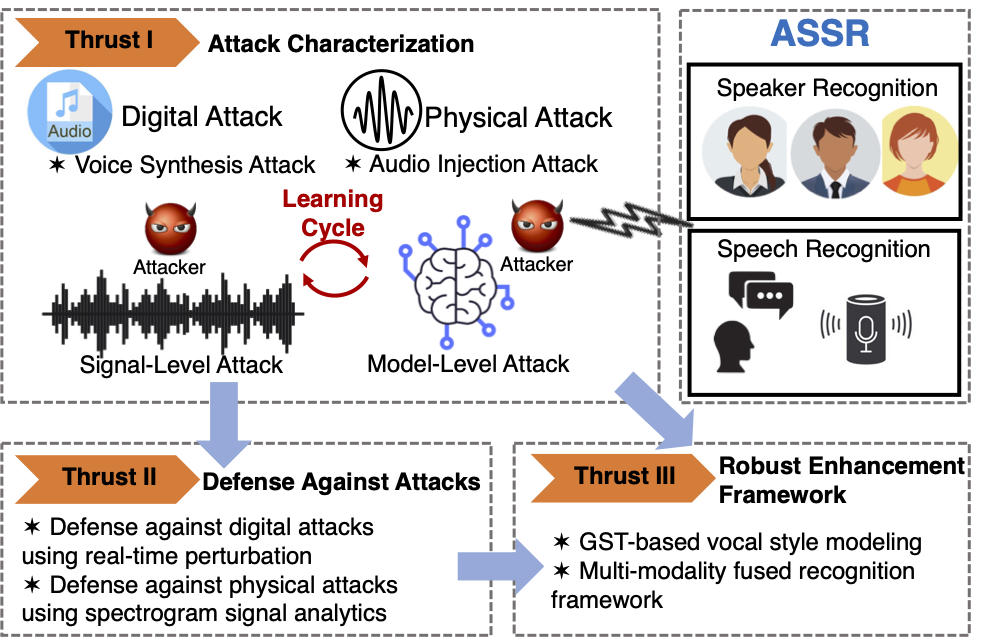 Thrust I
Attack Characterization
Audio
Digital Attack
Physical Attack
✶ Voice Synthesis Attack
✶ Audio Injection Attack
Learning
Cycle
Attacker
Attacker
Signal-Level Attack
Model-Level Attack
ASSR
Speaker Recognition
Speech Recognition
Thrust II
Defense Against Attacks
✶ Defense against digital attacks
using real-time perturbation
✶ Defense against physical attacks
using spectrogram signal analytics
Thrust III
Robust Enhancement
Framework
✶ GST-based vocal style modeling
✶ Multi-modality fused recognition
framework